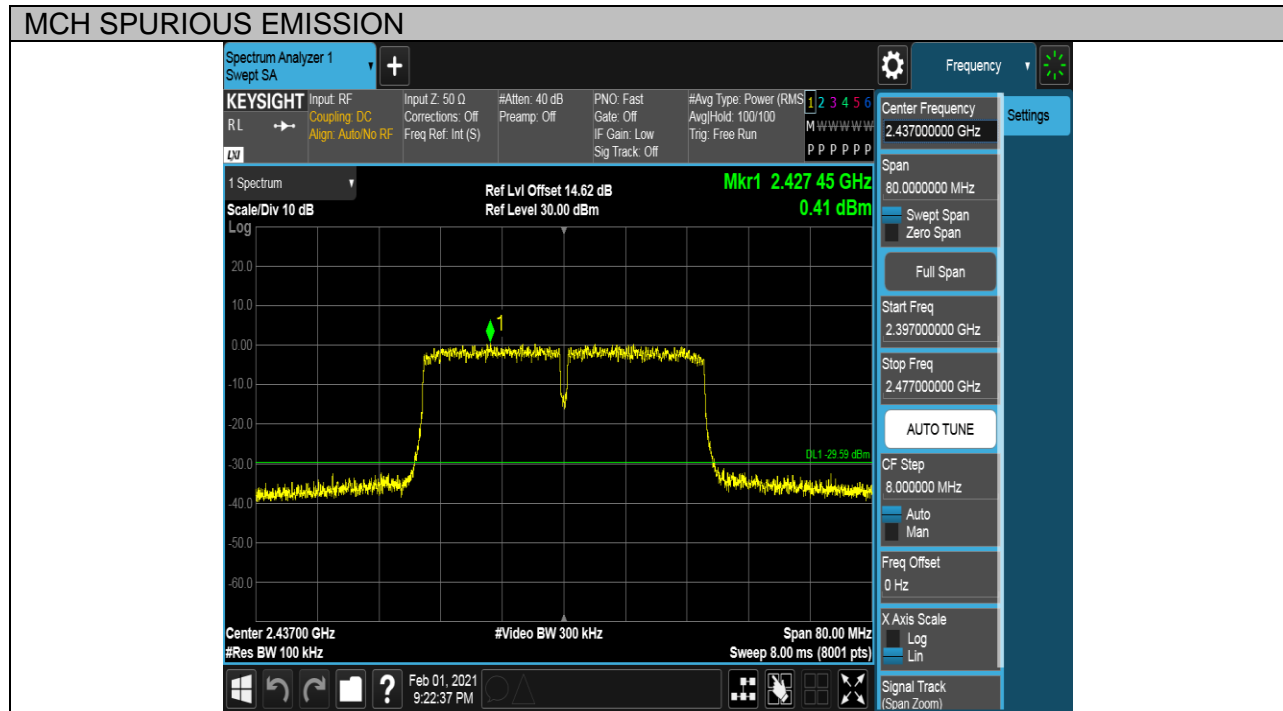 MCH SPURIOUS EMISSION
Spectrum Analyzer 1
Swept SA
+
Frequency
KEYSIGHT
RL
LXI
Input: RF
Coupling: DC
Align: Auto/No RF
Input Z: 50 Ω
Corrections: Off
Freq Ref: Int (S)
#Atten: 40 dB
Preamp: Off
PNO: Fast
Gate: Off
IF Gain: Low
Sig Track: Off
#Avg Type: Power (RMS
Avg|Hold: 100/100
Trig: Free Run
1 2 3 4 5 6
M W W W W W
P P P P P P
1 Spectrum
Scale/Div 10 dB
Log
Ref Lvl Offset 14.62 dB
Ref Level 30.00 dBm
Mkr1 2.427 45 GHz
0.41 dBm
20.0
10.0
1
0.00
-10.0
-20.0
DL1 -29.59 dBm
-30.0
-40.0
-50.0
-60.0
Center 2.43700 GHz
#Res BW 100 kHz
#Video BW 300 kHz
Span 80.00 MHz
Sweep 8.00 ms (8001 pts)
?
Feb 01, 2021
9:22:37 PM
Center Frequency
2.437000000 GHz
Settings
Span
80.0000000 MHz
Swept Span
Zero Span
Full Span
Start Freq
2.397000000 GHz
Stop Freq
2.477000000 GHz
AUTO TUNE
CF Step
8.000000 MHz
Auto
Man
Freq Offset
0 Hz
X Axis Scale
Log
Lin
Signal Track
(Span Zoom)